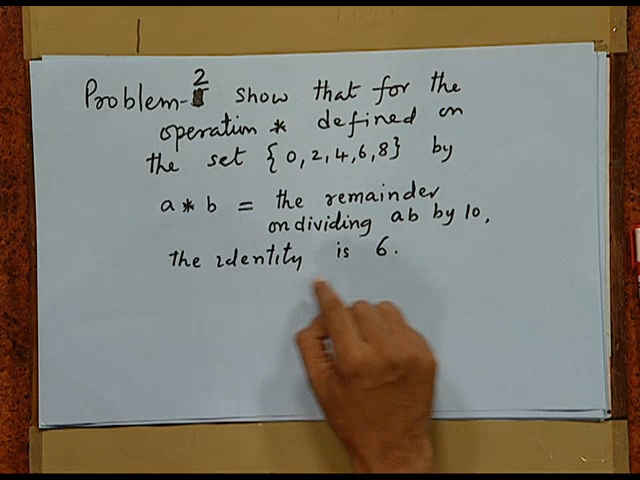 Problem-2 show that for the
operation * defined on
the set {0,2,4,6,8} by
a * b = the remainder
on dividing ab by 10,
the identity is 6.